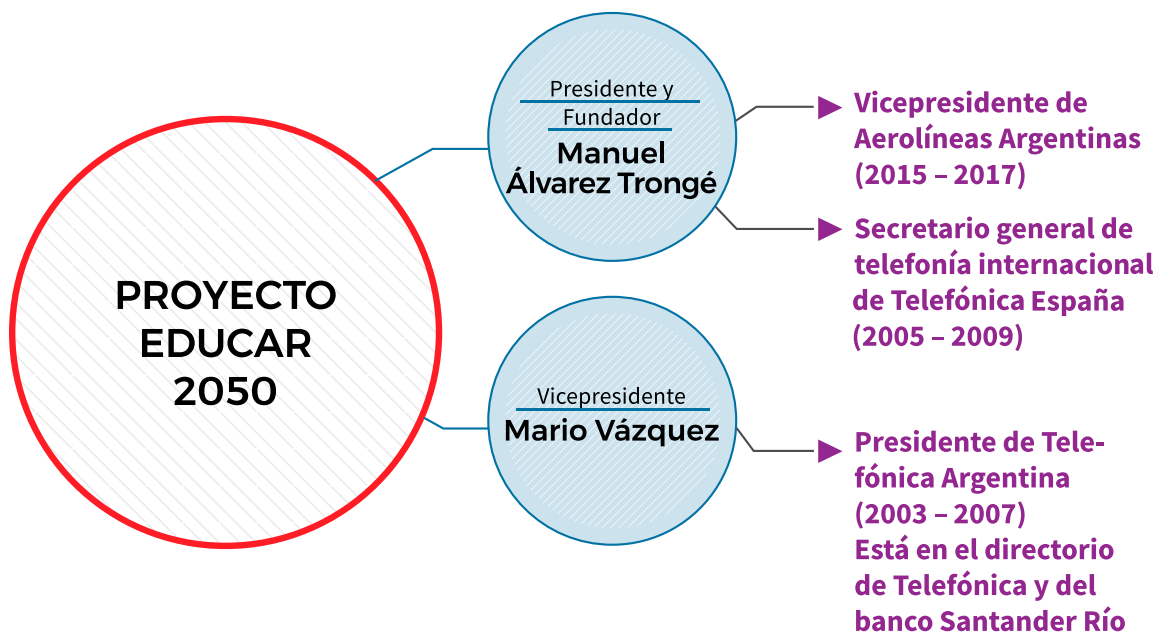 PROYECTO
EDUCAR
2050
Presidente y
Fundador
Manuel
Álvarez Trongé
Vicepresidente de
Aerolíneas Argentinas
(2015 – 2017)
Secretario general de
telefonía internacional
de Telefónica España
(2005 – 2009)
Vicepresidente
Mario Vázquez
Presidente de Tele-
fónica Argentina
(2003 – 2007)
Está en el directorio
de Telefónica y del
banco Santander Río